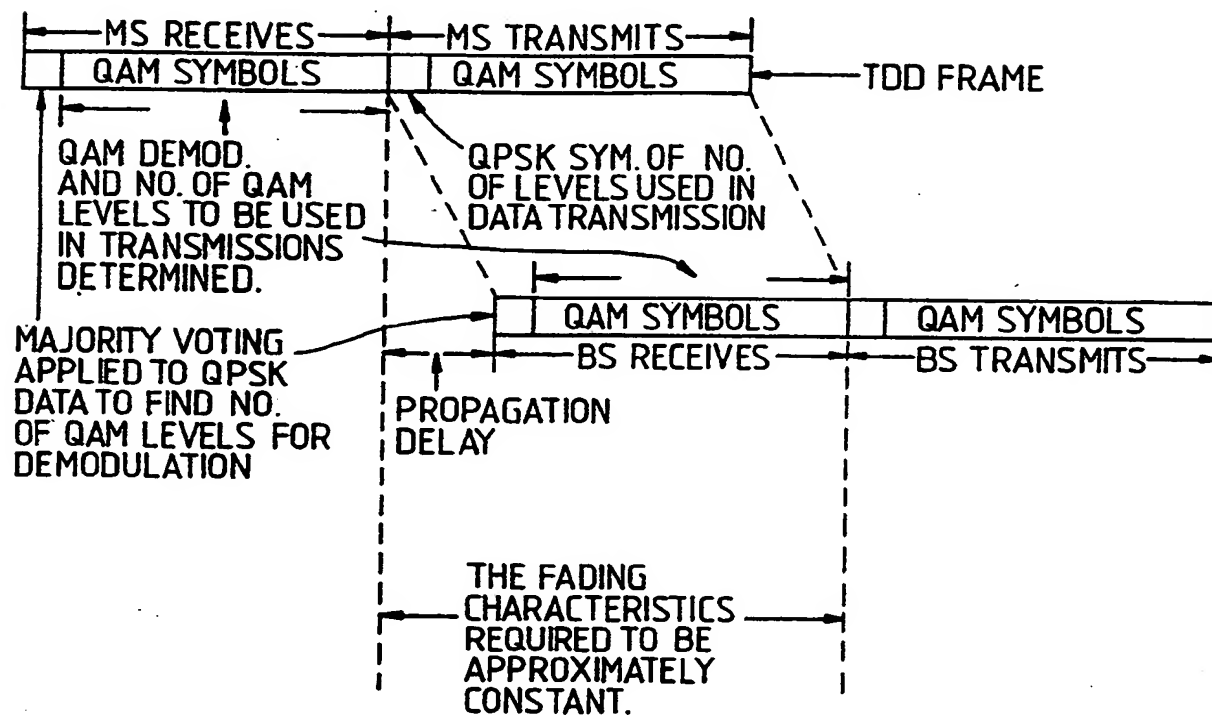 MS RECEIVES
MS TRANSMITS
QAM SYMBOLS
QAM SYMBOLS
TDD FRAME
QAM DEMOD.
AND NO. OF QAM
LEVELS TO BE USED
IN TRANSMISSIONS
DETERMINED.
QPSK SYM. OF NO.
OF LEVELS USED IN
DATA TRANSMISSION
QAM SYMBOLS
QAM SYMBOLS
BS RECEIVES
BS TRANSMITS
MAJORITY VOTING
APPLIED TO QPSK
DATA TO FIND NO.
OF QAM LEVELS FOR
DEMODULATION
PROPAGATION
DELAY
THE FADING
CHARACTERISTICS
REQUIRED TO BE
APPROXIMATELY
CONSTANT.